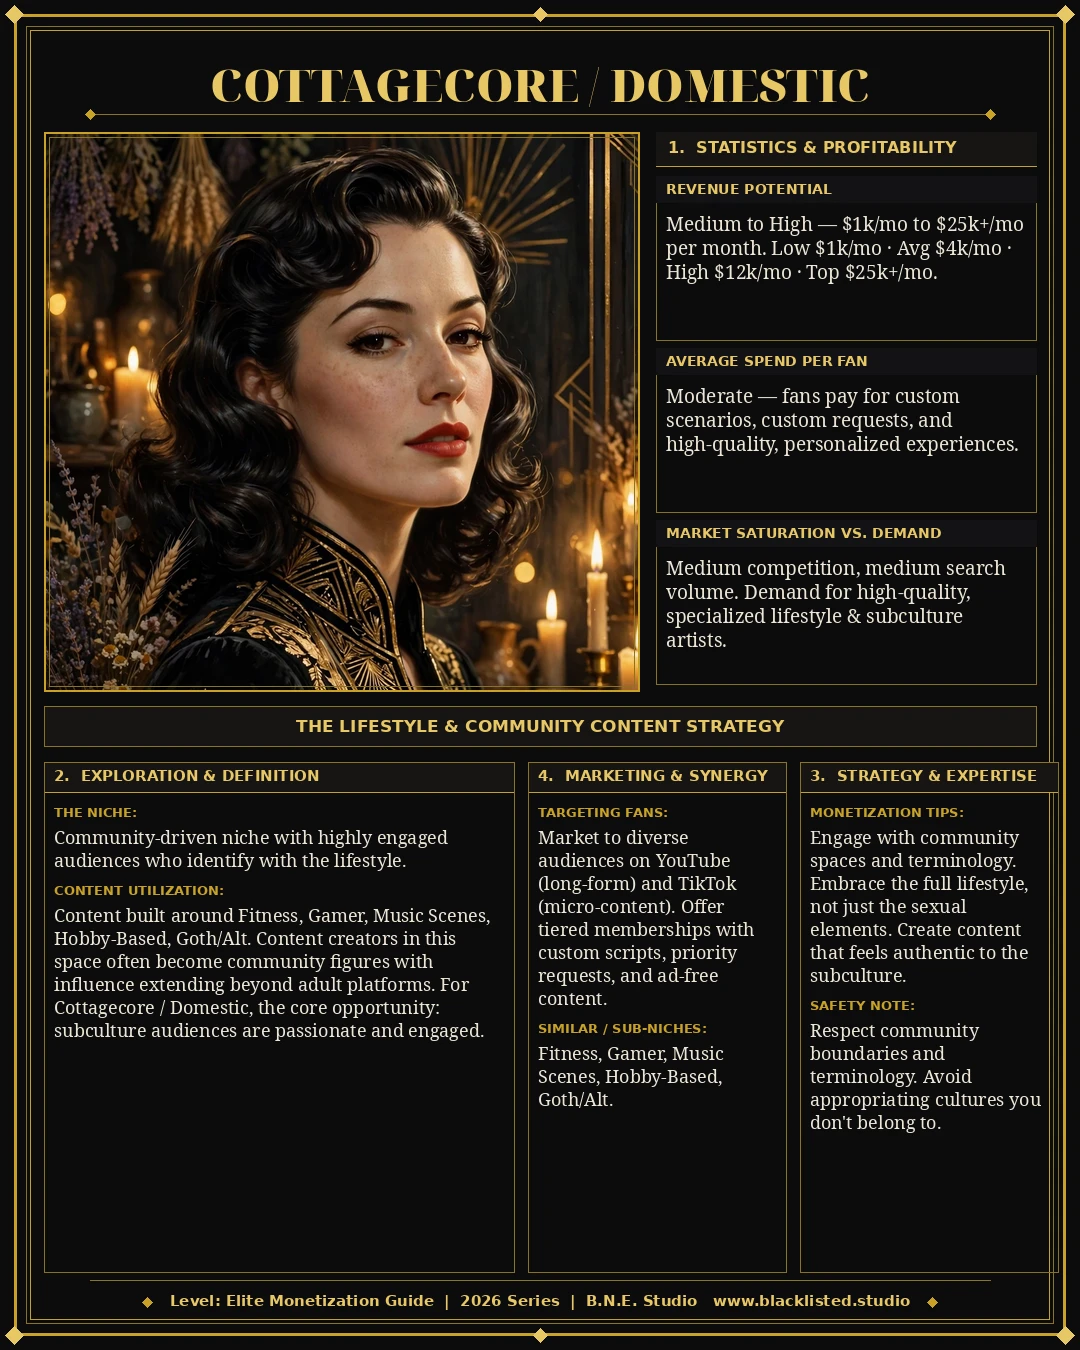 COTTAGECORE / DOMESTIC
1. STATISTICS & PROFITABILITY
REVENUE POTENTIAL
Medium to High — $1k/mo to $25k+/mo
per month. Low $1k/mo · Avg $4k/mo ·
High $12k/mo · Top $25k+/mo.
AVERAGE SPEND PER FAN
Moderate — fans pay for custom
scenarios, custom requests, and
high-quality, personalized experiences.
MARKET SATURATION VS. DEMAND
Medium competition, medium search
volume. Demand for high-quality,
specialized lifestyle & subculture
artists.
THE LIFESTYLE & COMMUNITY CONTENT STRATEGY
2. EXPLORATION & DEFINITION
THE NICHE:
Community-driven niche with highly engaged
audiences who identify with the lifestyle.
CONTENT UTILIZATION:
Content built around Fitness, Gamer, Music Scenes,
Hobby-Based, Goth/Alt. Content creators in this
space often become community figures with
influence extending beyond adult platforms. For
Cottagecore / Domestic, the core opportunity:
subculture audiences are passionate and engaged.
4. MARKETING & SYNERGY
TARGETING FANS:
Market to diverse
audiences on YouTube
(long-form) and TikTok
(micro-content). Offer
tiered memberships with
custom scripts, priority
requests, and ad-free
content.
SIMILAR / SUB-NICHES:
Fitness, Gamer, Music
Scenes, Hobby-Based,
Goth/Alt.
3. STRATEGY & EXPERTISE
MONETIZATION TIPS:
Engage with community
spaces and terminology.
Embrace the full lifestyle,
not just the sexual
elements. Create content
that feels authentic to the
subculture.
SAFETY NOTE:
Respect community
boundaries and
terminology. Avoid
appropriating cultures you
don't belong to.
Level: Elite Monetization Guide | 2026 Series | B.N.E. Studio www.blacklisted.studio